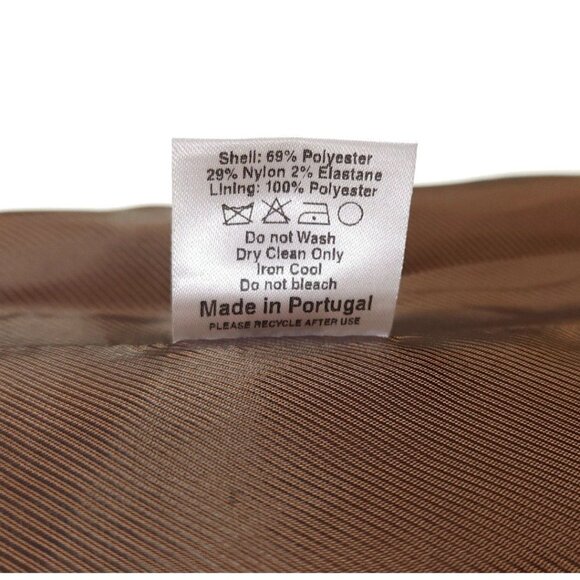 Shell: 69% Polyester
29% Nylon 2% Elastane
Lining: 100% Polyester
Do not Wash
Dry Clean Only
Iron Cool
Do not bleach
Made in Portugal
PLEASE RECYCLE AFTER USE